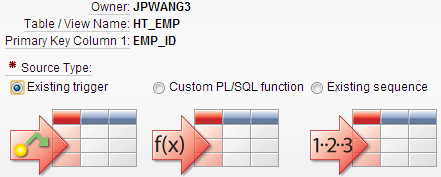 Owner: JPWANG3
Table / View Name: HT_EMP
Primary Key Column 1: EMP_ID
* Source Type:
Existing trigger Custom PL/SQL function Existing sequence
f(x) 1·2·3